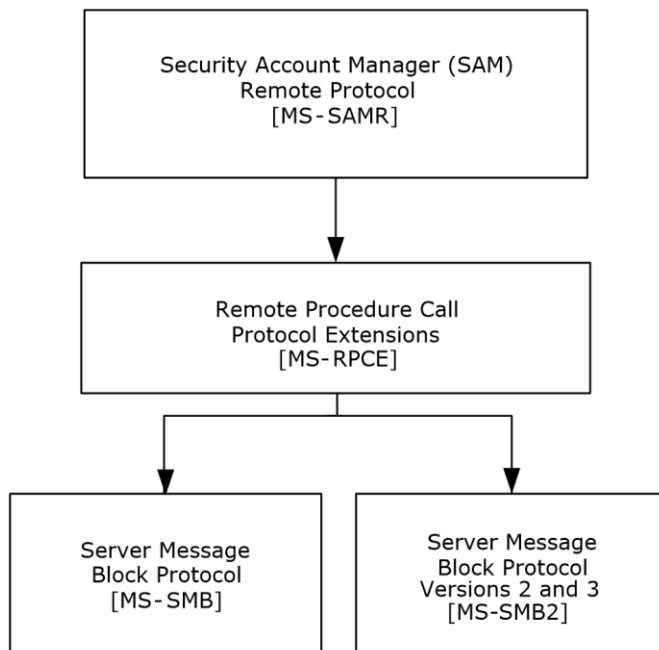 Security Account Manager (SAM)
Remote Protocol
[MS-SAMR]
Remote Procedure Call
Protocol Extensions
[MS-RPCE]
Server Message
Block Protocol
[MS-SMB]
Server Message
Block Protocol
Versions 2 and 3
[MS-SMB2]